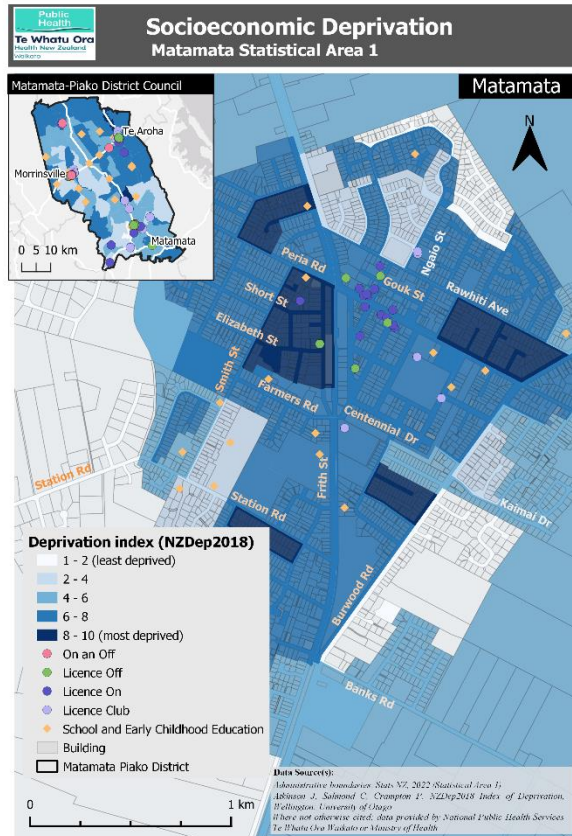 Public
Health
Te Whatu Ora
Health New Zealand
Waikato
Socioeconomic Deprivation
Matamata Statistical Area 1
Matamata-Piako District Council
Te Aroha
Morrinsville
Matamata
0 5 10 km
Matamata
N
Peria Rd
Ngaio St
Gouk St
Rawhiti Ave
Short St
Elizabeth St
Smith St
Farmers Rd
Centennial Dr
Frith St
Station Rd
Station Rd
Kaimai Dr
Burwood Rd
Banks Rd
Deprivation index (NZDep2018)
1 - 2 (least deprived)
2 - 4
4 - 6
6 - 8
8 - 10 (most deprived)
On an Off
Licence Off
Licence On
Licence Club
School and Early Childhood Education
Building
Matamata Piako District
0 1 km
Data Source(s):
Administrative boundaries: Stats NZ, 2022 (Statistical Area 1)
Atkinson J, Salmond C, Crampton P. NZDep2018 Index of Deprivation,
Wellington. University of Otago
Where not otherwise cited, data provided by National Public Health Services
Te Whatu Ora Waikato or Ministry of Health